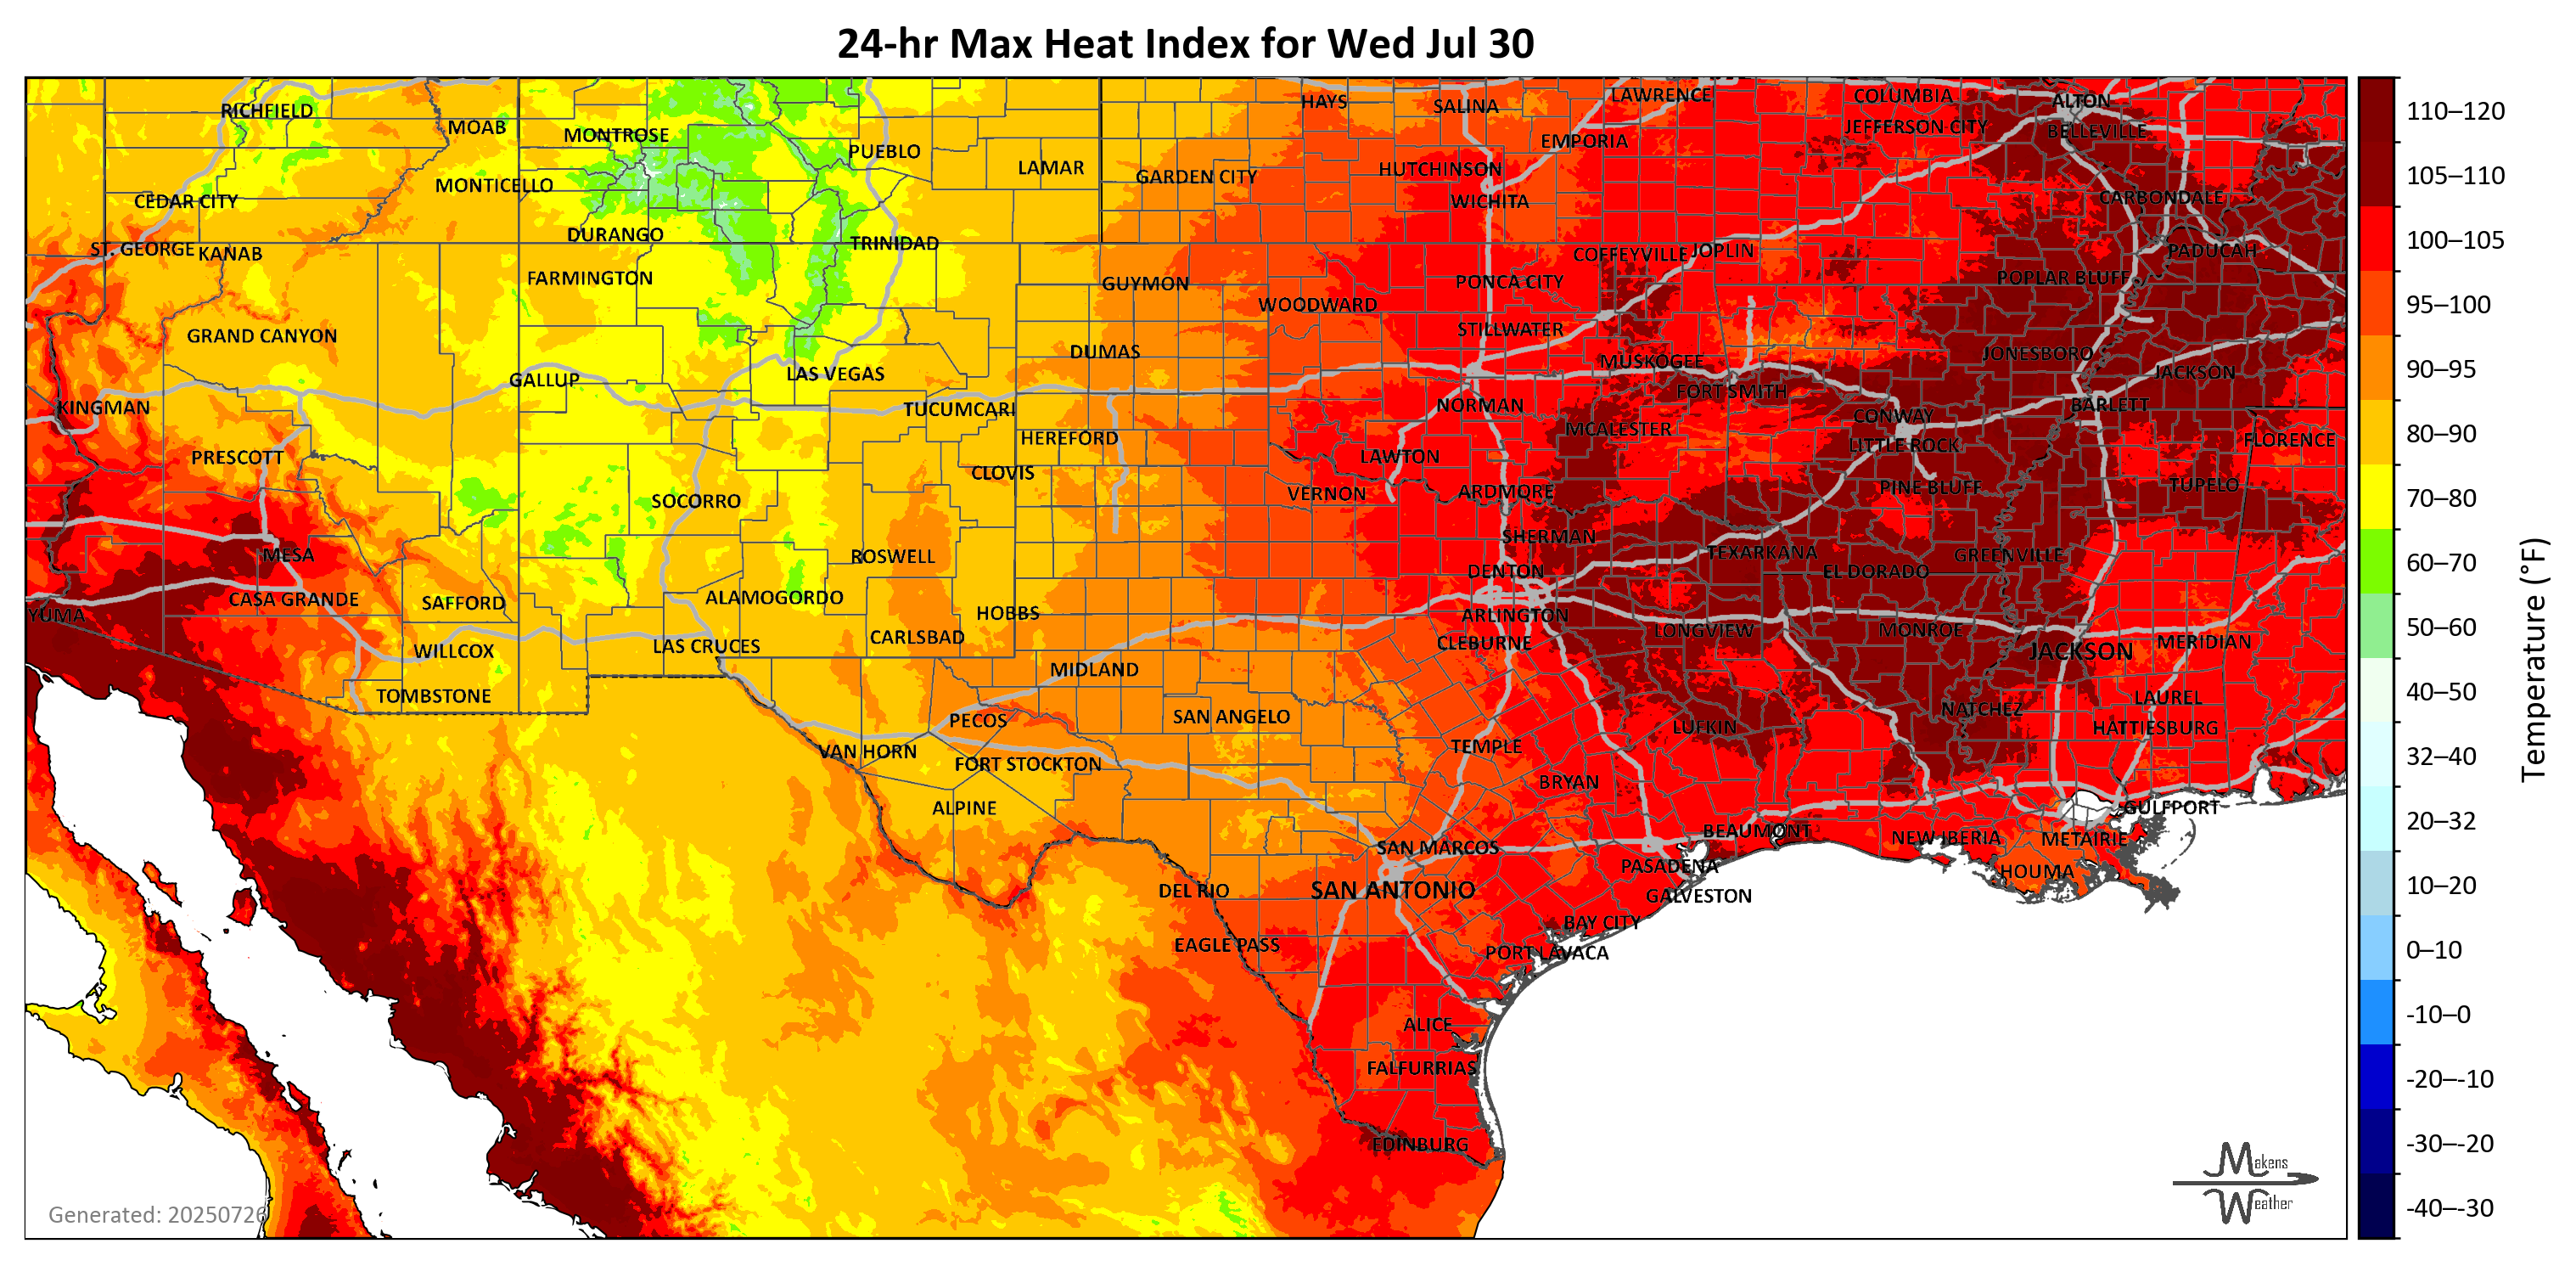 24-hr Max Heat Index for Wed Jul 30
RICHFIELD
MOAB
MONTROSE
PUEBLO
LAMAR
HAYS
SALINA
LAWRENCE
COLUMBIA
ALTON
EMPORIA
JEFFERSON CITY
BELLEVILLE
CEDAR CITY
MONTICELLO
GARDEN CITY
HUTCHINSON
WICHITA
CARBONDALE
ST. GEORGE
KANAB
DURANGO
TRINIDAD
COFFEYVILLE
JOPLIN
PADUCAH
FARMINGTON
GUYMON
WOODWARD
PONCA CITY
POPLAR BLUFF
GRAND CANYON
DUMAS
STILLWATER
MUSKOGEE
JONESBORO
GALLUP
LAS VEGAS
FORT SMITH
JACKSON
KINGMAN
TUCUMCARI
NORMAN
CONWAY
BARLETT
PRESCOTT
HEREFORD
CLOVIS
LAWTON
MCALESTER
LITTLE ROCK
FLORENCE
SOCORRO
VERNON
ARDMORE
PINE BLUFF
TUPELO
MESA
ROSWELL
SHERMAN
TEXARKANA
GREENVILLE
DENTON
EL DORADO
YUMA
CASA GRANDE
SAFFORD
ALAMOGORDO
HOBBS
ARLINGTON
WILLCOX
LAS CRUCES
CARLSBAD
CLEBURNE
LONGVIEW
MONROE
JACKSON
MERIDIAN
TOMBSTONE
MIDLAND
LAUREL
PECOS
SAN ANGELO
TEMPLE
LUFKIN
NATCHEZ
HATTIESBURG
VAN HORN
FORT STOCKTON
BRYAN
ALPINE
GULFPORT
SAN MARCOS
BEAUMONT
NEW IBERIA
METAIRIE
DEL RIO
SAN ANTONIO
PASADENA
HOUMA
GALVESTON
EAGLE PASS
BAY CITY
PORT LAVACA
ALICE
FALFURRIAS
EDINBURG
Generated: 20250726
Makens
Weather
110–120
105–110
100–105
95–100
90–95
80–90
70–80
60–70
50–60
40–50
32–40
20–32
10–20
0–10
-10–0
-20–-10
-30–-20
-40–-30
Temperature (°F)